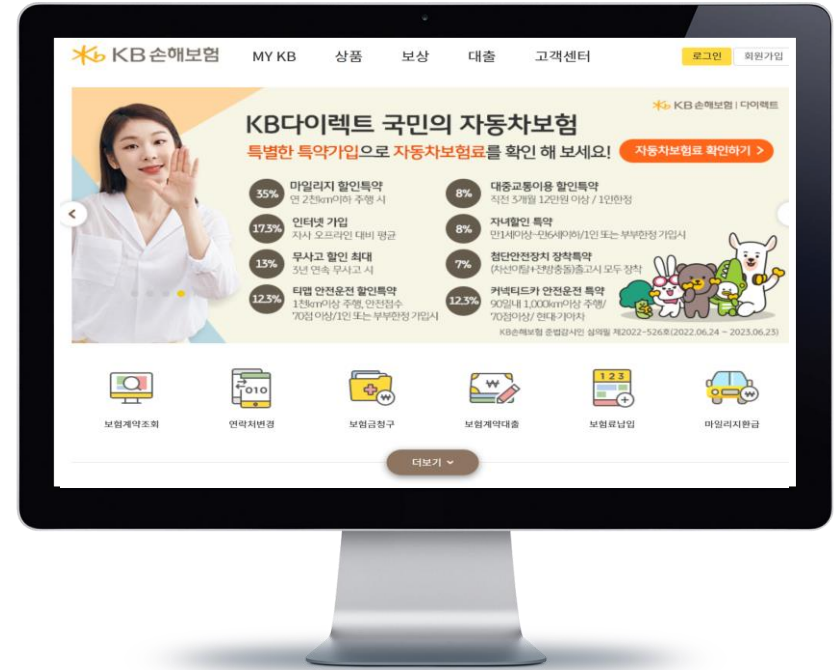 KB손해보험
MY KB 상품 보상 대출 고객센터
로그인 회원가입
KB손해보험 | 다이렉트
KB다이렉트 국민의 자동차보험
특별한 특약가입으로 자동차보험료를 확인 해 보세요!
자동차보험료 확인하기 >
35% 마일리지 할인특약
연 2천km이하 주행 시
17.3% 인터넷 가입
자사 오프라인 대비 평균
13% 무사고 할인 최대
3년 연속 무사고 시
12.3% 티맵 안전운전 할인특약
1천km이상 주행, 안전점수
70점 이상/1인 또는 부부한정 가입시
8% 대중교통이용 할인특약
직전 3개월 12만원 이상 / 1인한정
8% 자녀할인 특약
만1세이상~만6세이하/1인 또는 부부한정 가입시
7% 첨단안전장치 장착특약
(차선이탈+전방충돌)출고시 모두 장착
12.3% 커넥티드카 안전운전 특약
90일내 1,000km이상 주행/
70점이상/ 현대·기아차
KB손해보험 준법감시인 심의필 제2022-526호(2022.06.24 ~ 2023.06.23)
010
₩
₩
123
₩
보험계약조회 연락처변경 보험금청구 보험계약대출 보험료납입 마일리지환급
더보기